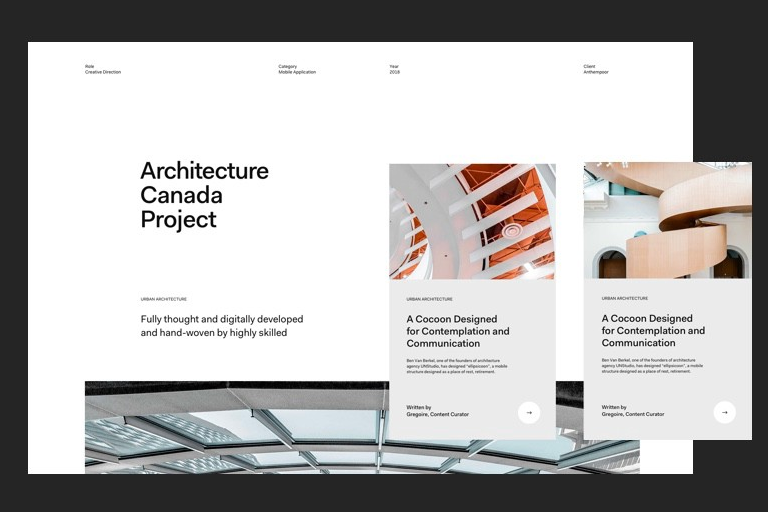 Role
Creative Direction
Category
Mobile Application
Year
2018
Client
Anthempoor
Architecture
Canada
Project
URBAN ARCHITECTURE
Fully thought and digitally developed
and hand-woven by highly skilled
URBAN ARCHITECTURE
A Cocoon Designed
for Contemplation and
Communication
Ben Van Berkel, one of the founders of architecture
agency UNStudio, has designed "ellipsicoon", a mobile
structure designed as a place of rest, retirement.
Written by
Gregoire, Content Curator
URBAN ARCHITECTURE
A Cocoon Designed
for Contemplation and
Communication
Ben Van Berkel, one of the founders of architecture
agency UNStudio, has designed "ellipsicoon", a mobile
structure designed as a place of rest, retirement.
Written by
Gregoire, Content Curator